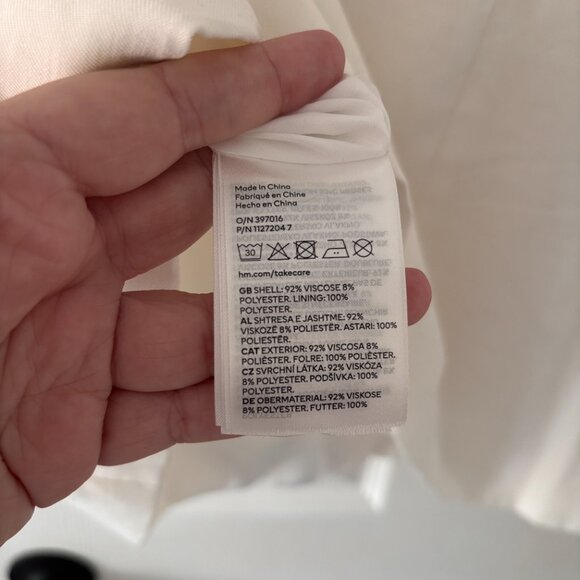 Made in China
Fabriqué en Chine
Hecho en China
O/N 397016
P/N 1127204 7
30
hm.com/takecare
GB SHELL: 92% VISCOSE 8%
POLYESTER. LINING: 100%
POLYESTER.
AL SHTRESA E JASHTME: 92%
VISKOZË 8% POLIESTËR. ASTARI: 100%
POLIESTËR.
CAT EXTERIOR: 92% VISCOSA 8%
POLIÈSTER. FOLRE: 100% POLIÈSTER.
CZ SVRCHNÍ LÁTKA: 92% VISKÓZA
8% POLYESTER. PODŠÍVKA: 100%
POLYESTER.
DE OBERMATERIAL: 92% VISKOSE
8% POLYESTER. FUTTER: 100%